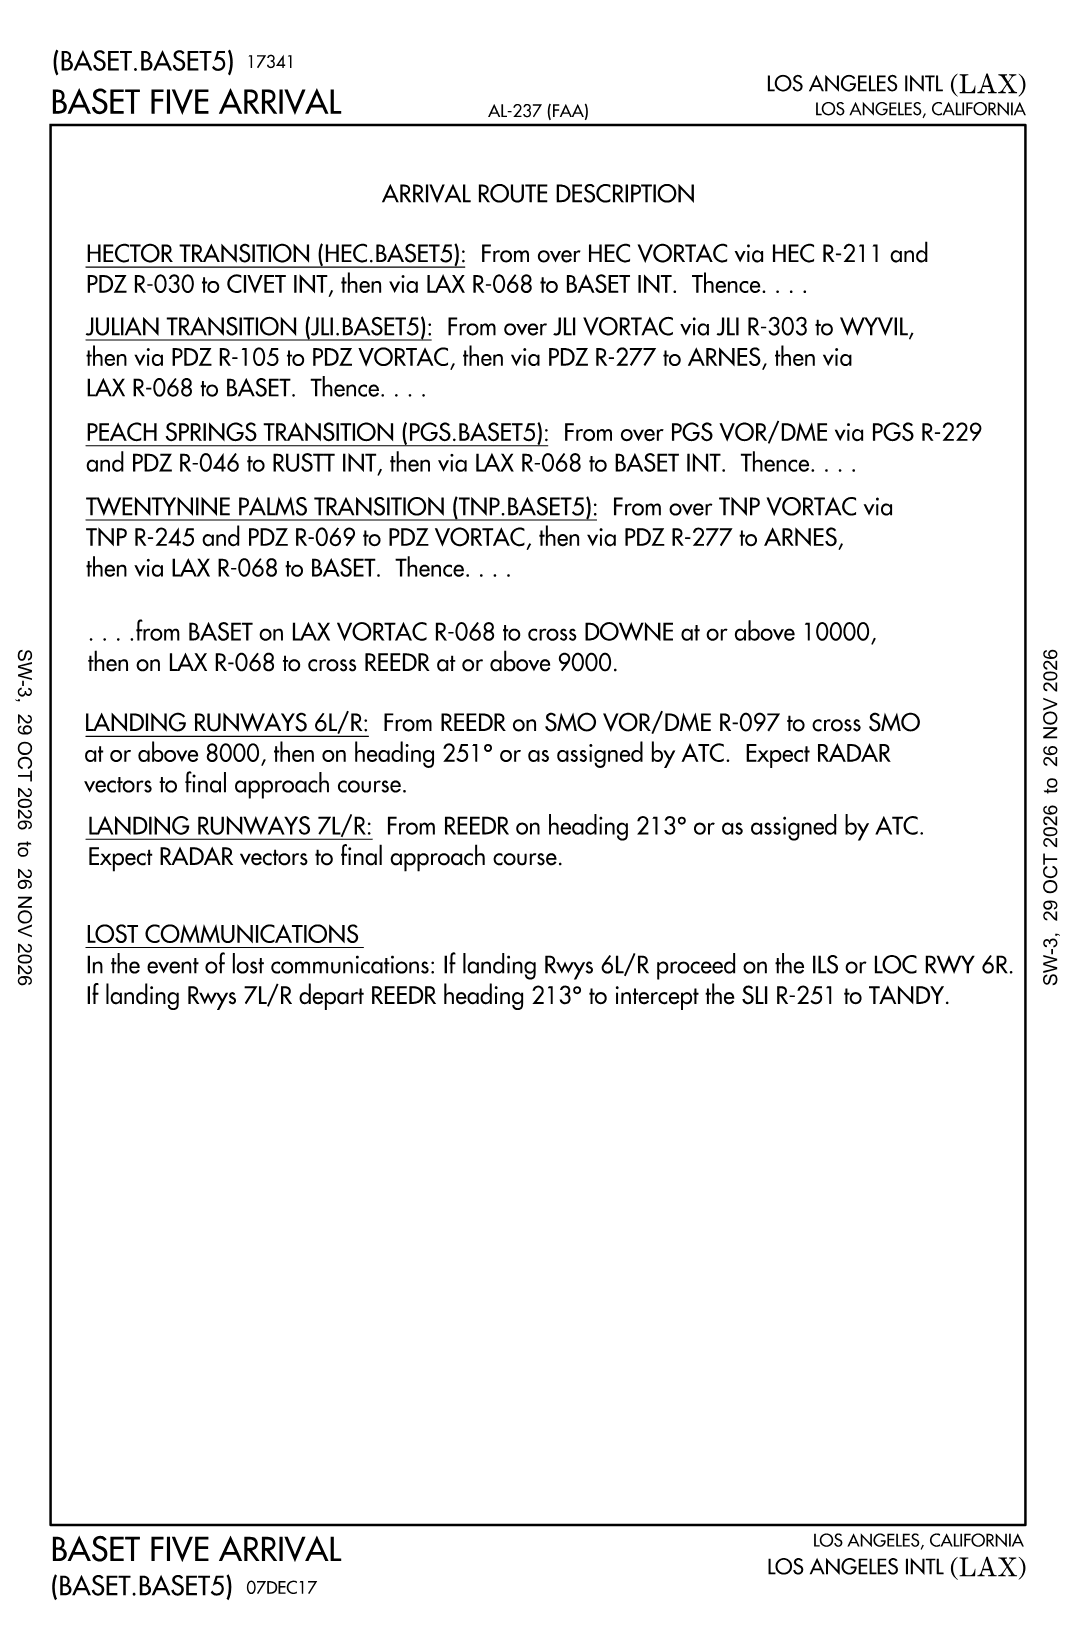 (BASET.BASET5) 17341
BASET FIVE ARRIVAL
AL-237 (FAA)
LOS ANGELES INTL (LAX)
LOS ANGELES, CALIFORNIA
ARRIVAL ROUTE DESCRIPTION
HECTOR TRANSITION (HEC.BASET5): From over HEC VORTAC via HEC R-211 and
PDZ R-030 to CIVET INT, then via LAX R-068 to BASET INT. Thence. . . .
JULIAN TRANSITION (JLI.BASET5): From over JLI VORTAC via JLI R-303 to WYVIL,
then via PDZ R-105 to PDZ VORTAC, then via PDZ R-277 to ARNES, then via
LAX R-068 to BASET. Thence. . . .
PEACH SPRINGS TRANSITION (PGS.BASET5): From over PGS VOR/DME via PGS R-229
and PDZ R-046 to RUSTT INT, then via LAX R-068 to BASET INT. Thence. . . .
TWENTYNINE PALMS TRANSITION (TNP.BASET5): From over TNP VORTAC via
TNP R-245 and PDZ R-069 to PDZ VORTAC, then via PDZ R-277 to ARNES,
then via LAX R-068 to BASET. Thence. . . .
. . . .from BASET on LAX VORTAC R-068 to cross DOWNE at or above 10000,
then on LAX R-068 to cross REEDR at or above 9000.
LANDING RUNWAYS 6L/R: From REEDR on SMO VOR/DME R-097 to cross SMO
at or above 8000, then on heading 251° or as assigned by ATC. Expect RADAR
vectors to final approach course.
LANDING RUNWAYS 7L/R: From REEDR on heading 213° or as assigned by ATC.
Expect RADAR vectors to final approach course.
LOST COMMUNICATIONS
In the event of lost communications: If landing Rwys 6L/R proceed on the ILS or LOC RWY 6R.
If landing Rwys 7L/R depart REEDR heading 213° to intercept the SLI R-251 to TANDY.
SW-3, 29 OCT 2026 to 26 NOV 2026
SW-3, 29 OCT 2026 to 26 NOV 2026
BASET FIVE ARRIVAL
(BASET.BASET5) 07DEC17
LOS ANGELES, CALIFORNIA
LOS ANGELES INTL (LAX)